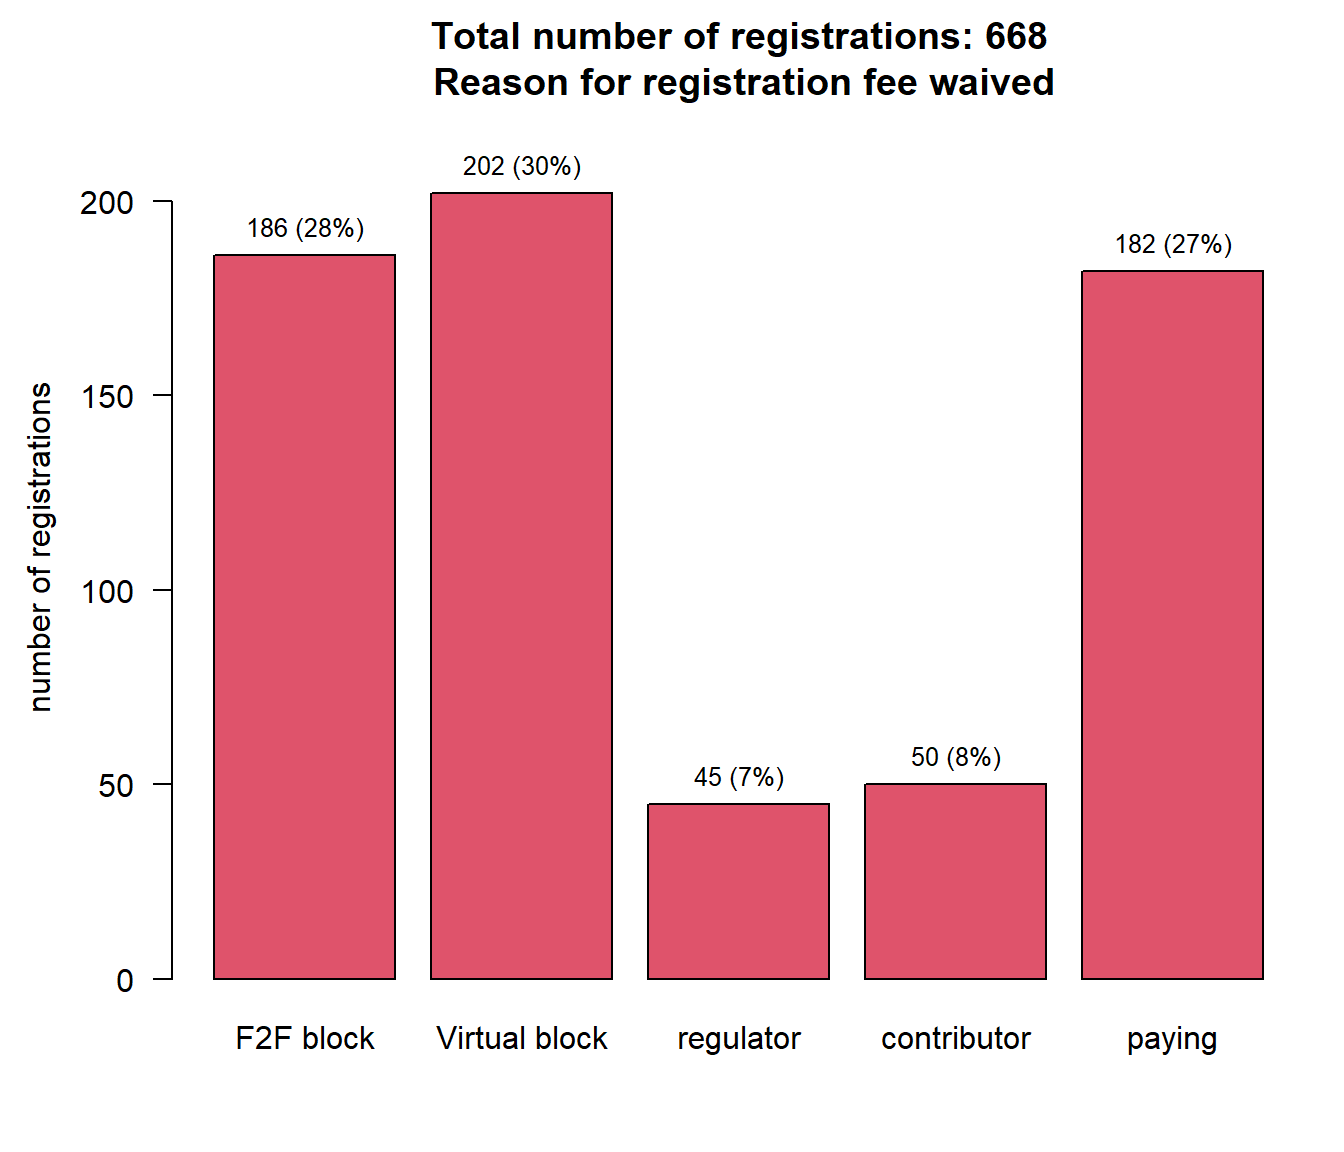 Total number of registrations: 668
Reason for registration fee waived
202 (30%)
186 (28%)
182 (27%)
50 (8%)
45 (7%)
200
150
100
50
0
number of registrations
F2F block
Virtual block
regulator
contributor
paying